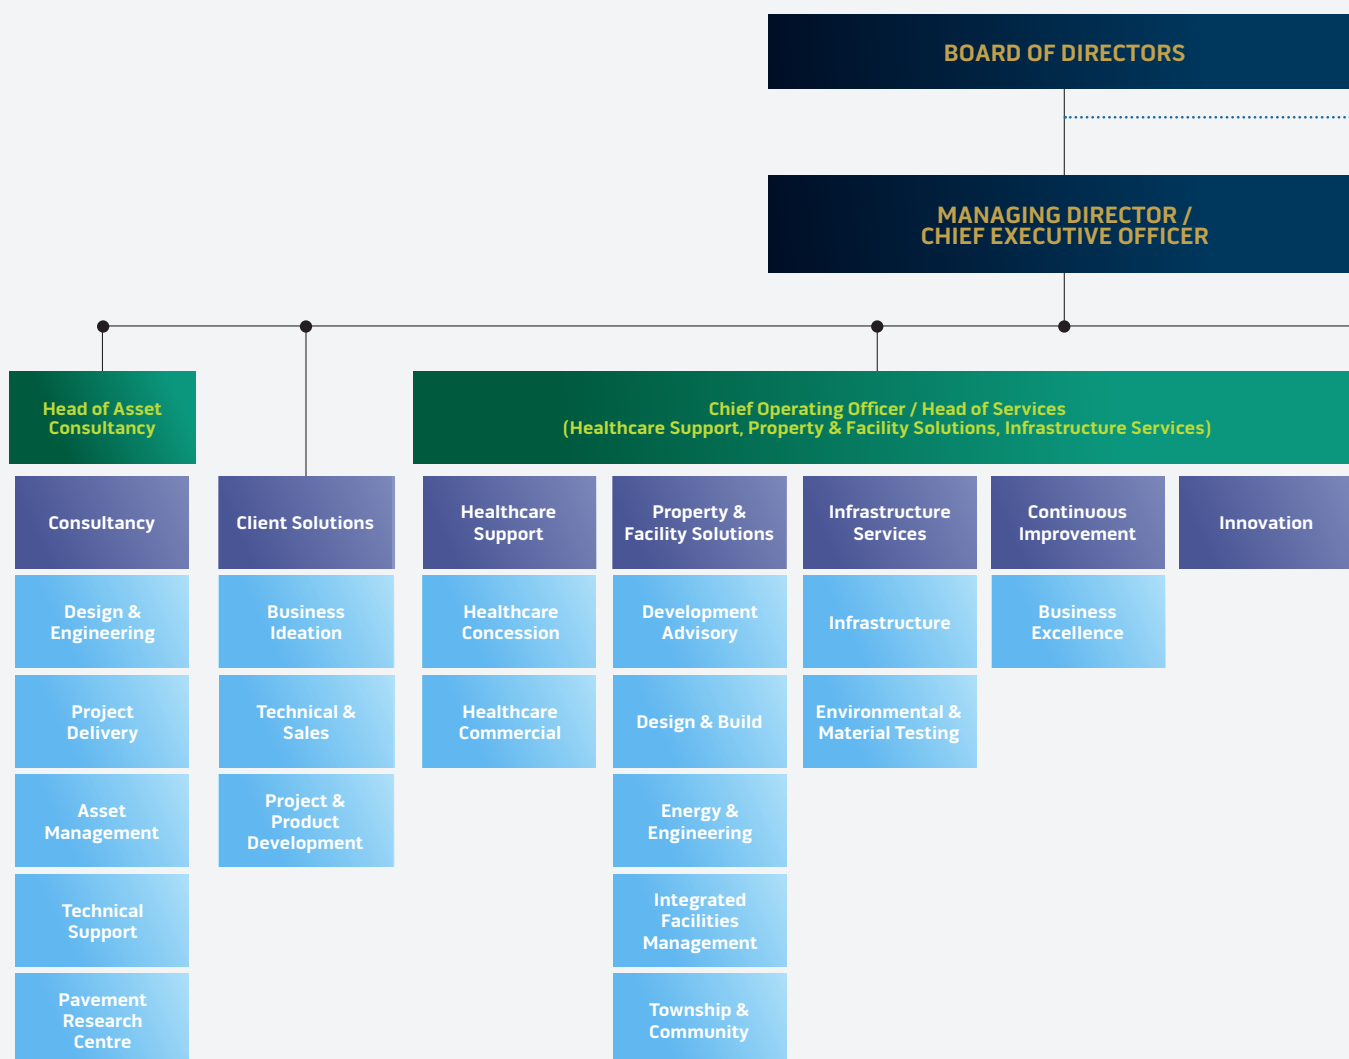 BOARD OF DIRECTORS
MANAGING DIRECTOR /
CHIEF EXECUTIVE OFFICER
Head of Asset
Consultancy
Chief Operating Officer / Head of Services
(Healthcare Support, Property & Facility Solutions, Infrastructure Services)
Consultancy
Design &
Engineering
Project
Delivery
Asset
Management
Technical
Support
Pavement
Research
Centre
Client Solutions
Business
Ideation
Technical &
Sales
Project &
Product
Development
Healthcare
Support
Healthcare
Concession
Healthcare
Commercial
Property &
Facility Solutions
Development
Advisory
Design & Build
Energy &
Engineering
Integrated
Facilities
Management
Township &
Community
Infrastructure
Services
Infrastructure
Environmental &
Material Testing
Continuous
Improvement
Business
Excellence
Innovation